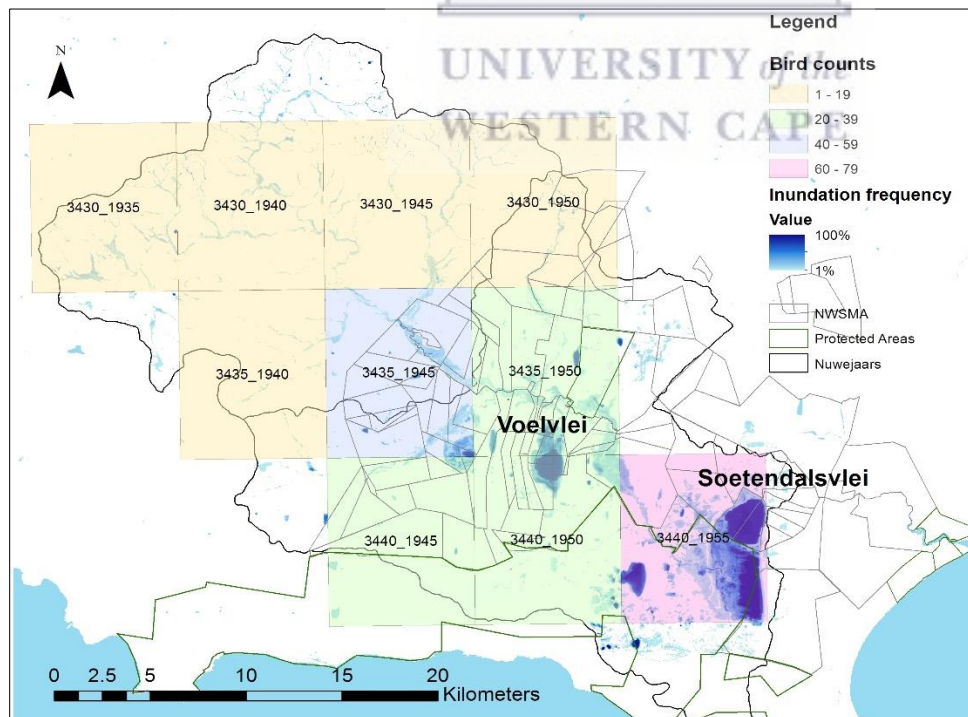 UNIVERSITY of the
WESTERN CAPE
Legend
Bird counts
1 - 19
20 - 39
40 - 59
60 - 79
Inundation frequency
Value
100%
1%
NWSMA
Protected Areas
Nuwejaars
N
3430_1935
3430_1940
3430_1945
3430_1950
3435_1940
3435_1945
3435_1950
Voelvlei
Soetendalsvlei
3440_1945
3440_1950
3440_1955
0 2.5 5 10 15 20
Kilometers